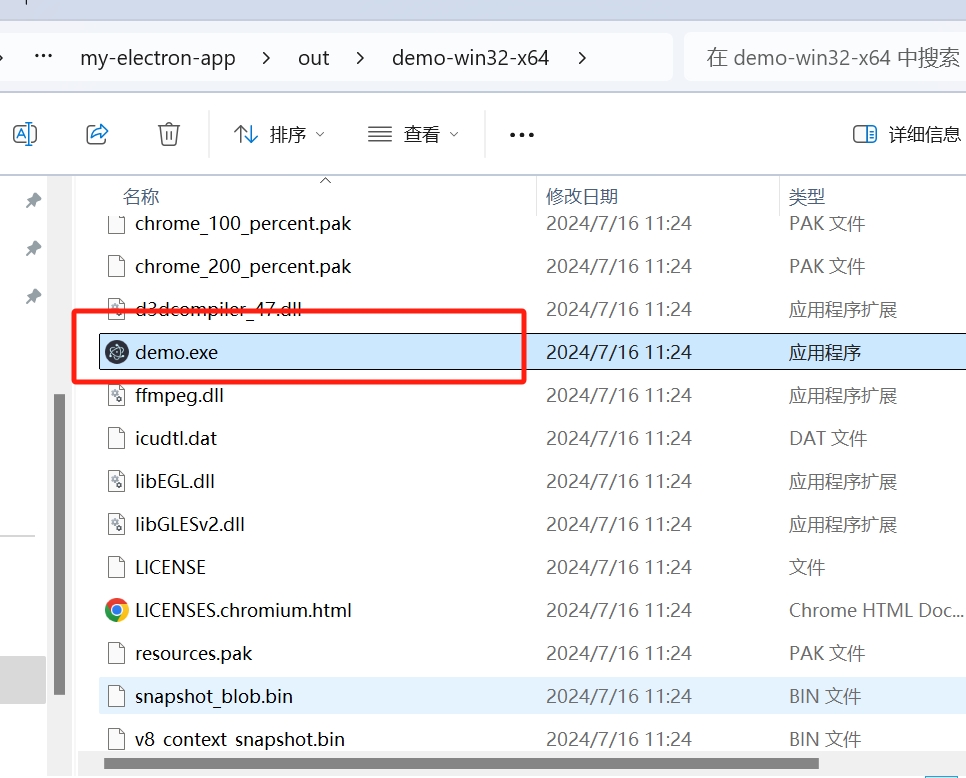 … my-electron-app > out > demo-win32-x64 > 在 demo-win32-x64 中搜索
排序 查看 … 详细信息
名称 修改日期 类型
chrome_100_percent.pak 2024/7/16 11:24 PAK 文件
chrome_200_percent.pak 2024/7/16 11:24 PAK 文件
d3dcompiler_47.dll 2024/7/16 11:24 应用程序扩展
demo.exe 2024/7/16 11:24 应用程序
ffmpeg.dll 2024/7/16 11:24 应用程序扩展
icudtl.dat 2024/7/16 11:24 DAT 文件
libEGL.dll 2024/7/16 11:24 应用程序扩展
libGLESv2.dll 2024/7/16 11:24 应用程序扩展
LICENSE 2024/7/16 11:24 文件
LICENSES.chromium.html 2024/7/16 11:24 Chrome HTML Doc...
resources.pak 2024/7/16 11:24 PAK 文件
snapshot_blob.bin 2024/7/16 11:24 BIN 文件
v8_context_snapshot.bin 2024/7/16 11:24 BIN 文件